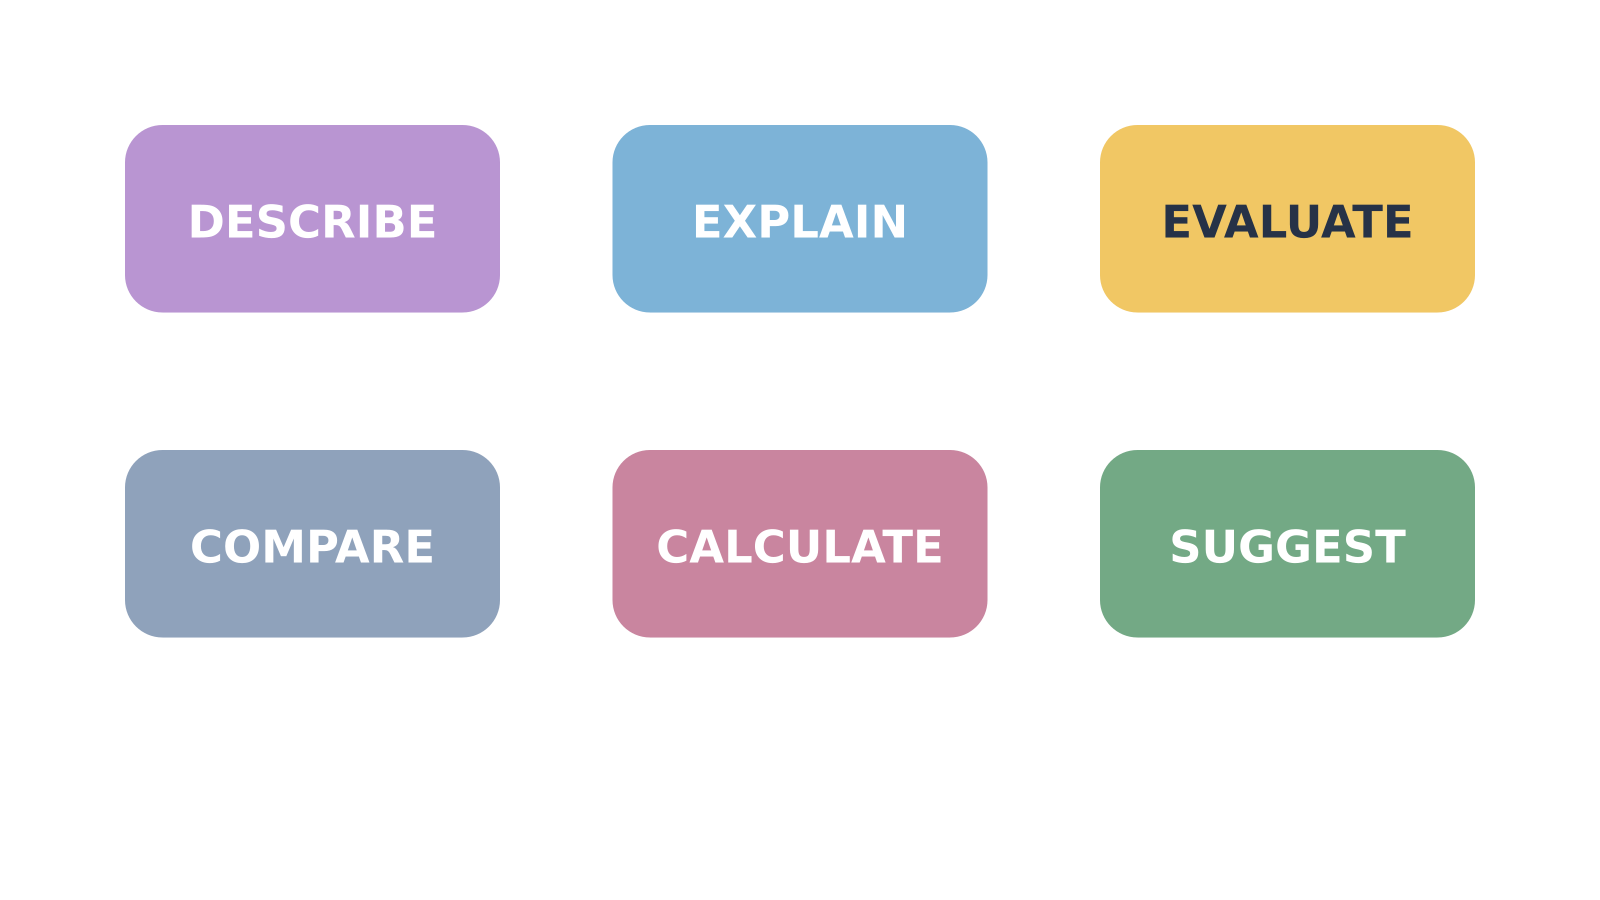 DESCRIBE
EXPLAIN
EVALUATE
COMPARE
CALCULATE
SUGGEST